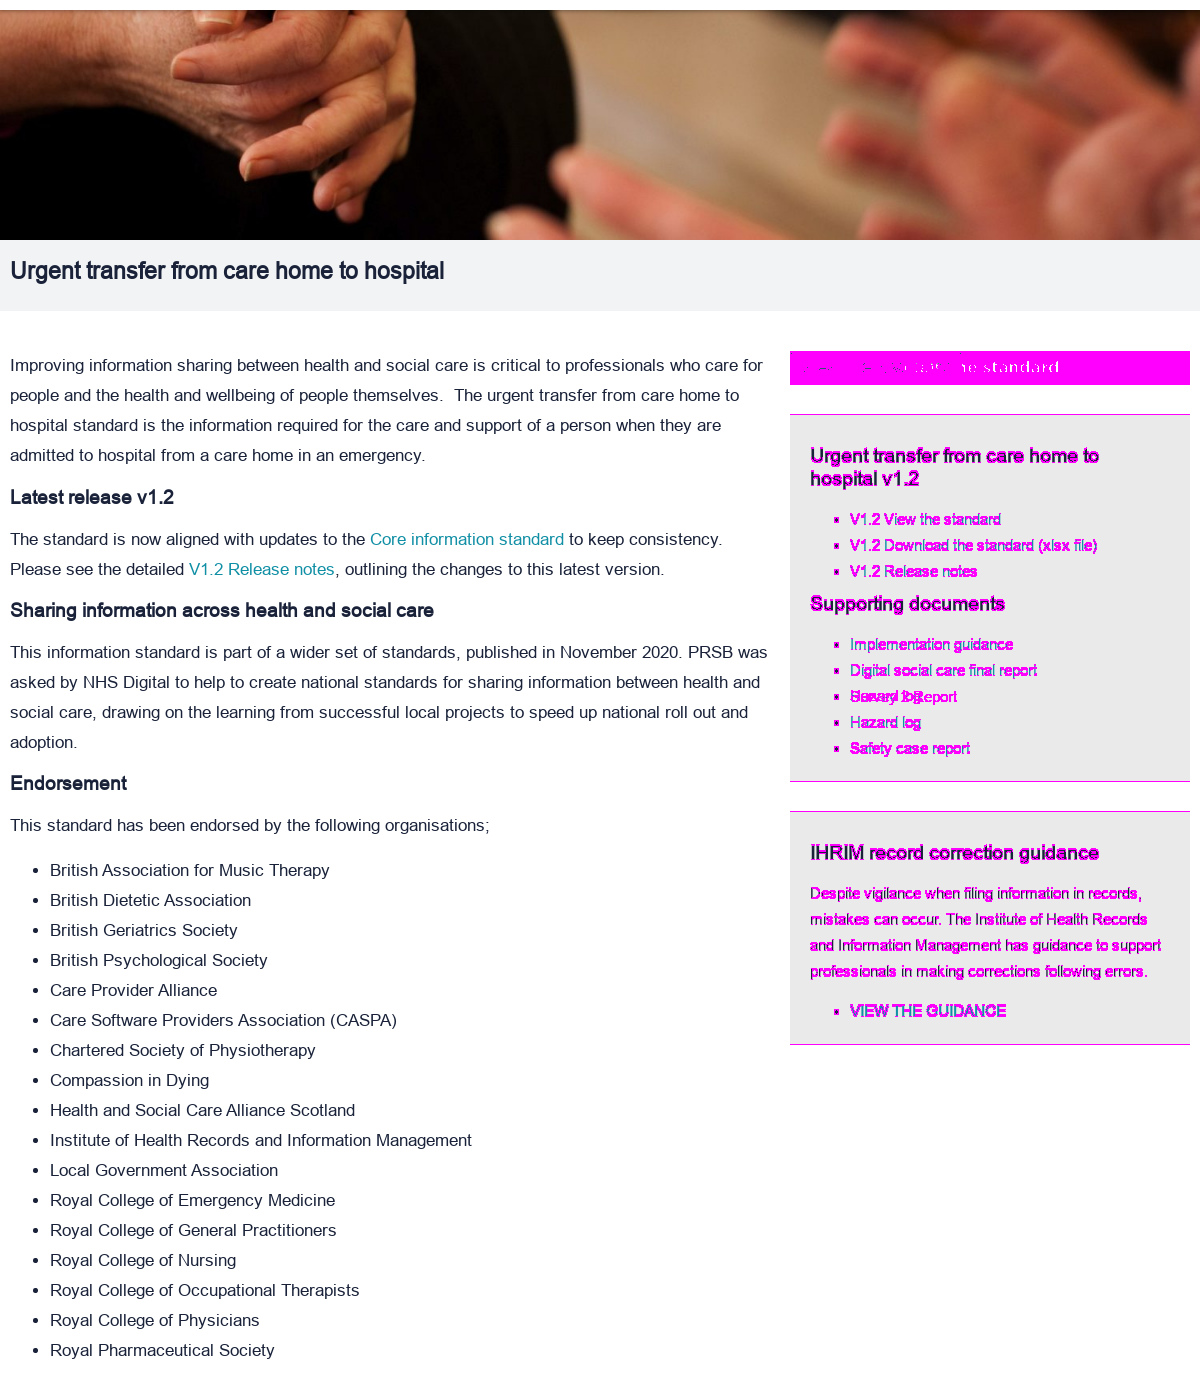 Urgent transfer from care home to hospital
Improving information sharing between health and social care is critical to professionals who care for
people and the health and wellbeing of people themselves.  The urgent transfer from care home to
hospital standard is the information required for the care and support of a person when they are
admitted to hospital from a care home in an emergency.
Latest release v1.2
The standard is now aligned with updates to the Core information standard to keep consistency.
Please see the detailed V1.2 Release notes, outlining the changes to this latest version.
Sharing information across health and social care
This information standard is part of a wider set of standards, published in November 2020. PRSB was
asked by NHS Digital to help to create national standards for sharing information between health and
social care, drawing on the learning from successful local projects to speed up national roll out and
adoption.
Endorsement
This standard has been endorsed by the following organisations;
• British Association for Music Therapy
• British Dietetic Association
• British Geriatrics Society
• British Psychological Society
• Care Provider Alliance
• Care Software Providers Association (CASPA)
• Chartered Society of Physiotherapy
• Compassion in Dying
• Health and Social Care Alliance Scotland
• Institute of Health Records and Information Management
• Local Government Association
• Royal College of Emergency Medicine
• Royal College of General Practitioners
• Royal College of Nursing
• Royal College of Occupational Therapists
• Royal College of Physicians
• Royal Pharmaceutical Society
standard
Urgent transfer from care home to
hospital v1.2
▪ V1.2 View the standard
▪ V1.2 Download the standard (xlsx file)
▪ V1.2 Release notes
Supporting documents
▪ Implementation guidance
▪ Digital social care final report
▪ Report
▪ Hazard log
▪ Safety case report
IHRIM record correction guidance
Despite vigilance when filing information in records,
mistakes can occur. The Institute of Health Records
and Information Management has guidance to support
professionals in making corrections following errors.
▪ VIEW THE GUIDANCE